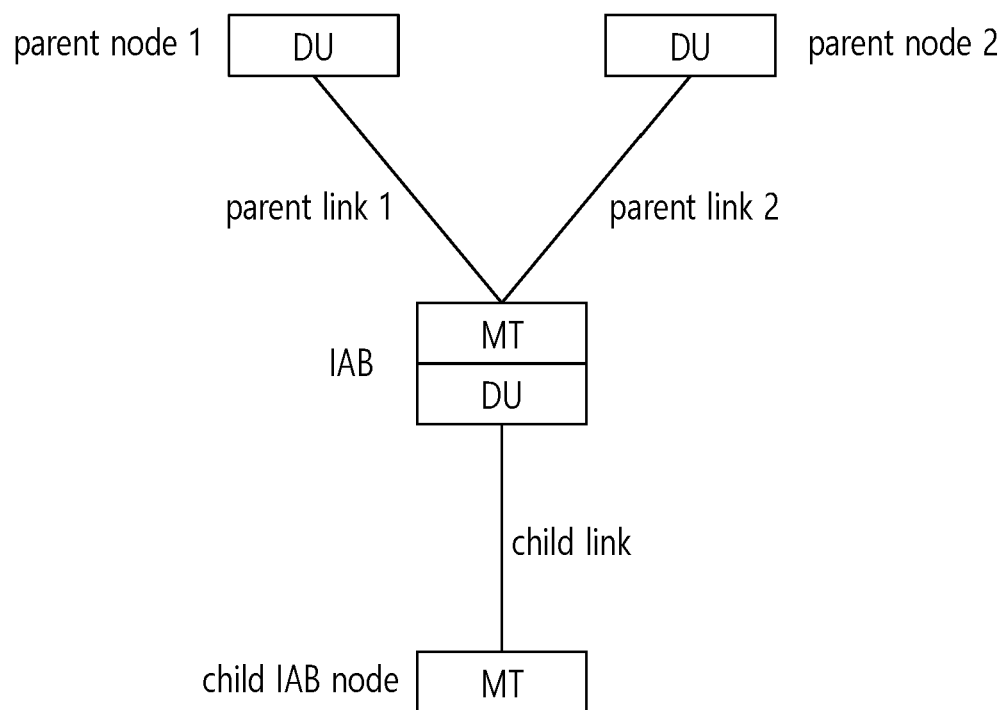 parent node 1
DU
DU
parent node 2
parent link 1
parent link 2
IAB
MT
DU
child link
child IAB node
MT